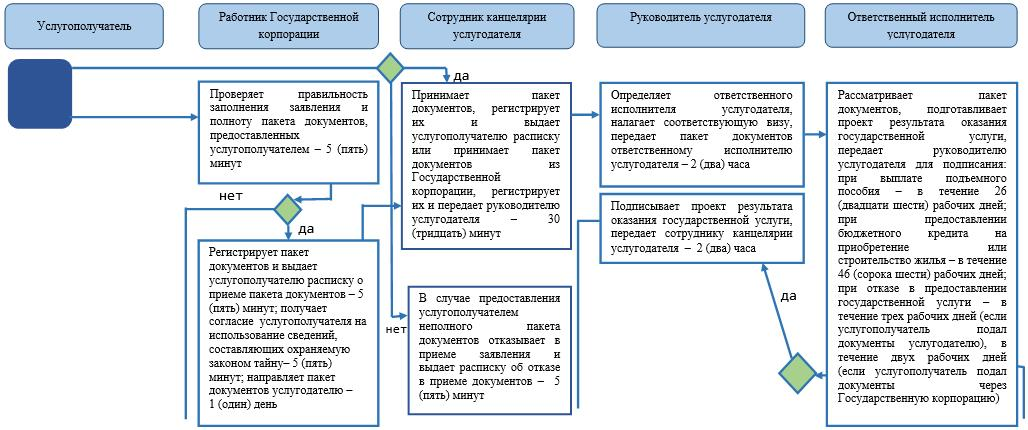 Услугополучатель
Работник Государственной
корпорации
Сотрудник канцелярии
услугодателя
Руководитель услугодателя
Ответственный исполнитель
услугодателя
да
Проверяет правильность
заполнения заявления и
полноту пакета документов,
предоставленных
услугополучателем – 5 (пять)
минут
нет
да
Регистрирует пакет
документов и выдает
услугополучателю расписку о
приеме пакета документов – 5
(пять) минут; получает
согласие услугополучателя на
использование сведений,
составляющих охраняемую
законом тайну– 5 (пять)
минут; направляет пакет
документов услугодателю –
1 (один) день
Принимает пакет
документов, регистрирует
их и выдает
услугополучателю расписку
или принимает пакет
документов из
Государственной
корпорации, регистрирует
их и передает руководителю
услугодателя – 30
(тридцать) минут
нет
В случае предоставления
услугополучателем
неполного пакета
документов отказывает в
приеме заявления и
выдает расписку об отказе
в приеме документов – 5
(пять) минут
Определяет ответственного
исполнителя услугодателя,
налагает соответствующую визу,
передает пакет документов
ответственному исполнителю
услугодателя – 2 (два) часа
Подписывает проект результата
оказания государственной услуги,
передает сотруднику канцелярии
услугодателя – 2 (два) часа
да
Рассматривает пакет
документов, подготавливает
проект результата оказания
государственной услуги,
передает руководителю
услугодателя для подписания:
при выплате подъемного
пособия – в течение 26
(двадцати шести) рабочих дней;
при предоставлении
бюджетного кредита на
приобретение или
строительство жилья – в течение
46 (сорока шести) рабочих дней;
при отказе в предоставлении
государственной услуги – в
течение трех рабочих дней (если
услугополучатель подал
документы услугодателю), в
течение двух рабочих дней
(если услугополучатель подал
документы через
Государственную корпорацию)